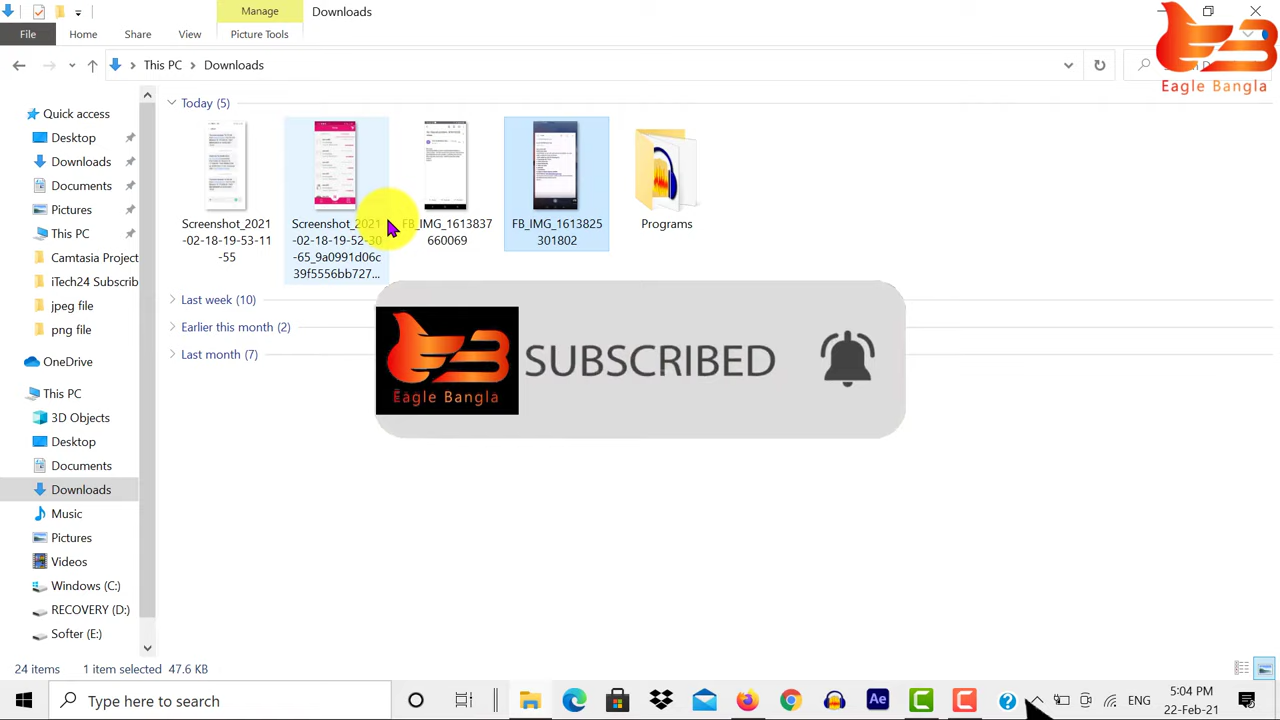 Manage
Downloads
File
Home
Share
View
Picture Tools
This PC
Downloads
Eagle Bangla
Quick access
Desktop
Downloads
Documents
Pictures
This PC
Camtasia Project
iTech24 Subscrib
jpeg file
png file
OneDrive
This PC
3D Objects
Desktop
Documents
Downloads
Music
Pictures
Videos
Windows (C:)
RECOVERY (D:)
Softer (E:)
Today (5)
Screenshot_2021
-02-18-19-53-11
-55
Screenshot_2021
-02-18-19-52-30
-65_9a0991d06c
39f5556bb727...
FB_IMG_1613837
660069
FB_IMG_1613825
301802
Programs
Last week (10)
Earlier this month (2)
Last month (7)
Eagle Bangla
SUBSCRIBED
24 items
1 item selected 47.6 KB
Type here to search
Ae
ENG
5:04 PM
22-Feb-21